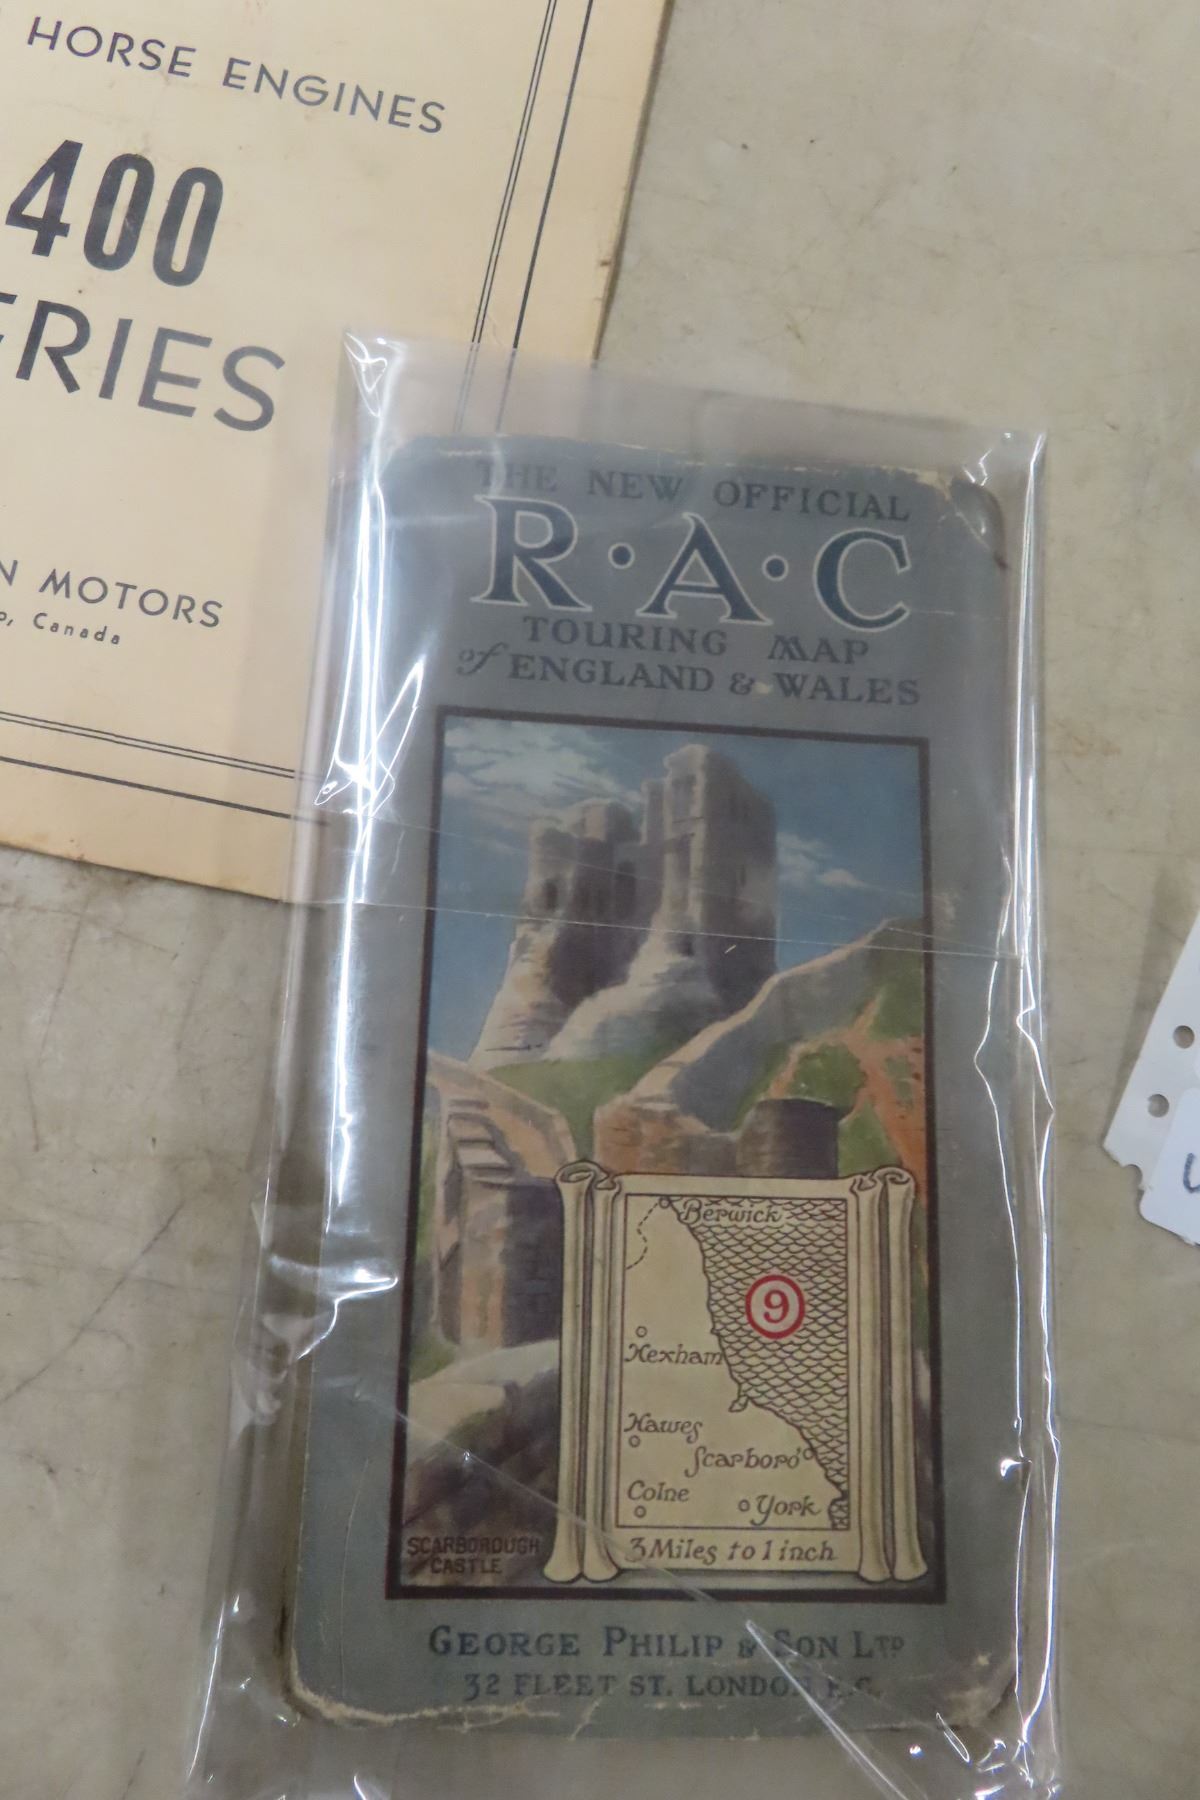 HORSE ENGINES
400
ERIES
N MOTORS
Canada
THE NEW OFFICIAL
R·A·C
TOURING MAP
of ENGLAND & WALES
Berwick
9
Hexham
Hawes
Scarboro'
Colne
York
3 Miles to 1 inch
SCARBOROUGH
CASTLE
GEORGE PHILIP & SON LTD
32 FLEET ST. LONDON E.C.